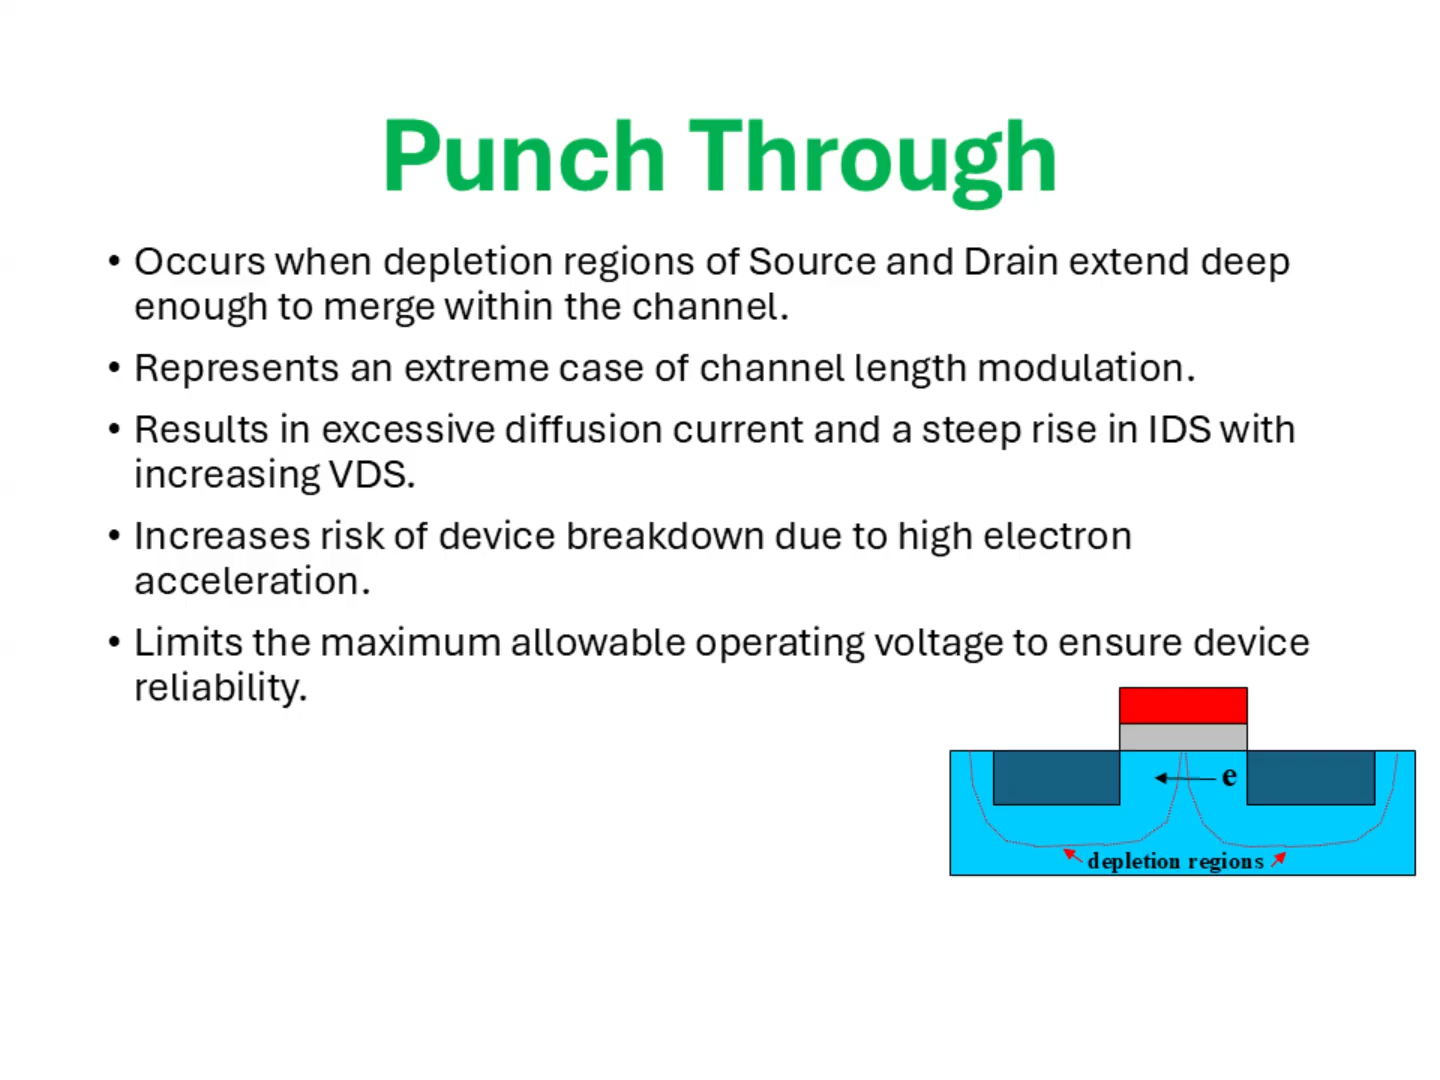 Punch Through
• Occurs when depletion regions of Source and Drain extend deep
enough to merge within the channel.
• Represents an extreme case of channel length modulation.
• Results in excessive diffusion current and a steep rise in IDS with
increasing VDS.
• Increases risk of device breakdown due to high electron
acceleration.
• Limits the maximum allowable operating voltage to ensure device
reliability.
e
depletion regions